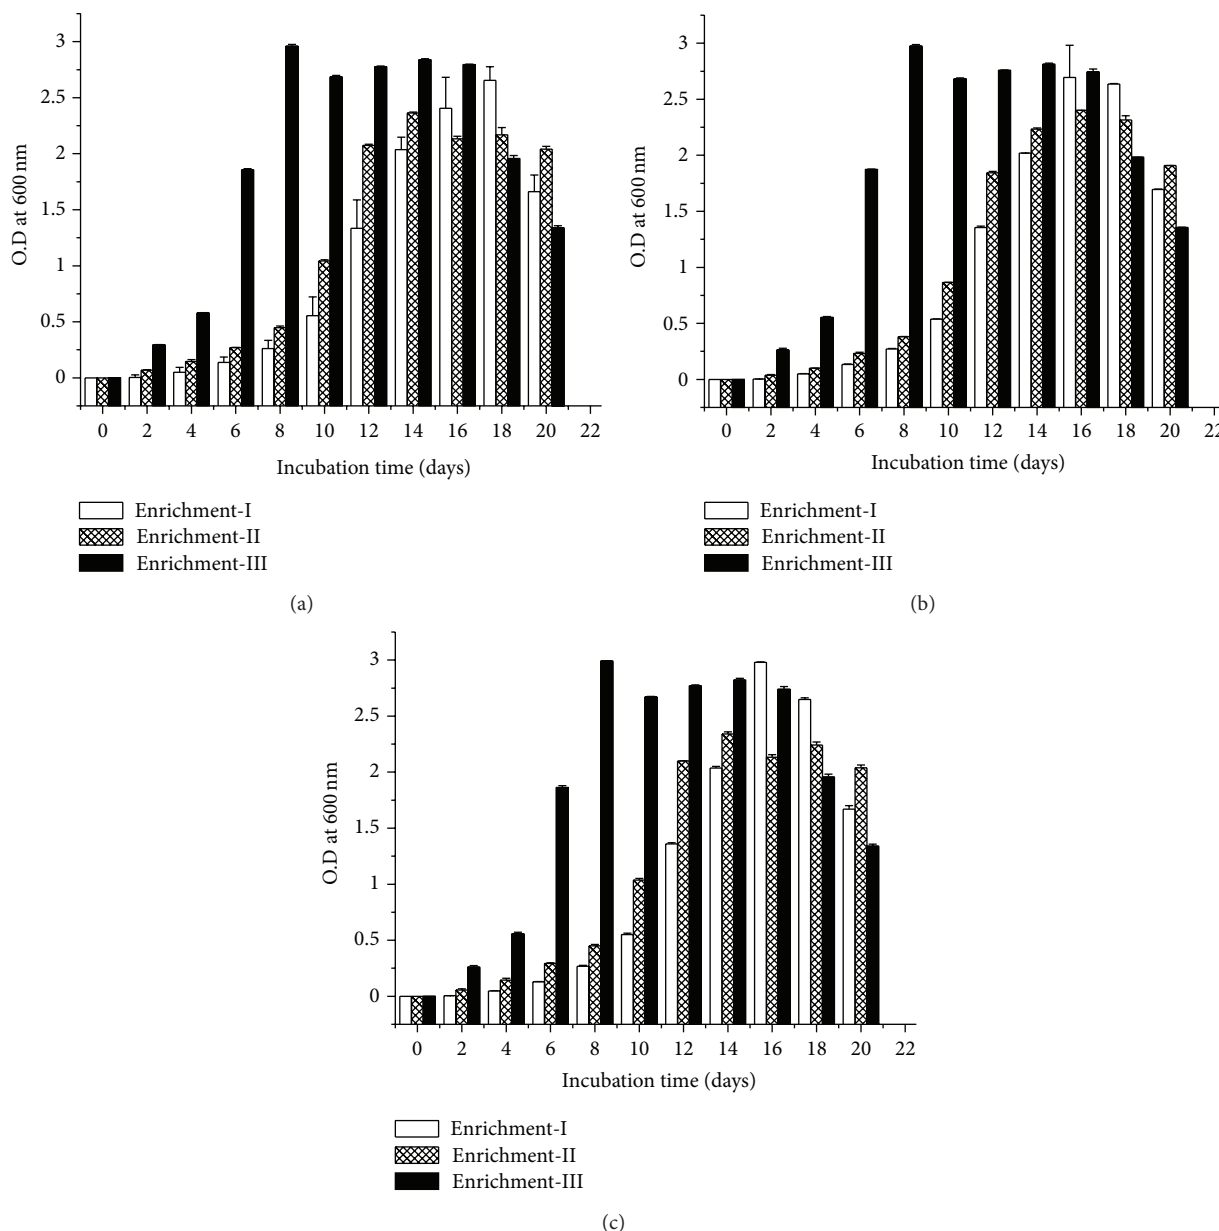 3
2.5
2
1.5
1
0.5
0
O.D at 600 nm
0 2 4 6 8 10 12 14 16 18 20 22
Incubation time (days)
Enrichment-I
Enrichment-II
Enrichment-III
(a)
3
2.5
2
1.5
1
0.5
0
O.D at 600 nm
0 2 4 6 8 10 12 14 16 18 20 22
Incubation time (days)
Enrichment-I
Enrichment-II
Enrichment-III
(b)
3
2.5
2
1.5
1
0.5
0
O.D at 600 nm
0 2 4 6 8 10 12 14 16 18 20 22
Incubation time (days)
Enrichment-I
Enrichment-II
Enrichment-III
(c)